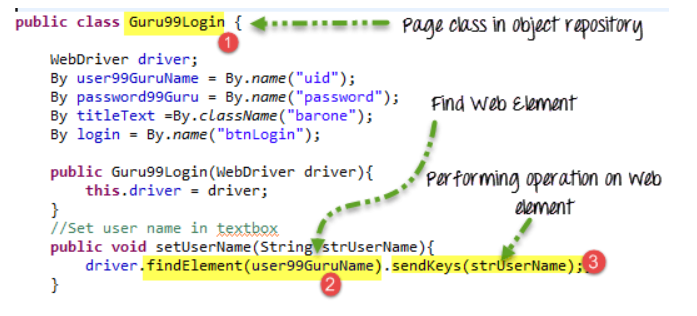 public class Guru99Login {
Page class in object repository
1
WebDriver driver;
By user99GuruName = By.name("uid");
By password99Guru = By.name("password");
By titleText =By.className("barone");
By login = By.name("btnLogin");
Find Web Element
public Guru99Login(WebDriver driver){
this.driver = driver;
}
Performing operation on Web
element
//Set user name in textbox
public void setUserName(String strUserName){
driver.findElement(user99GuruName).sendKeys(strUserName);
3
2
}